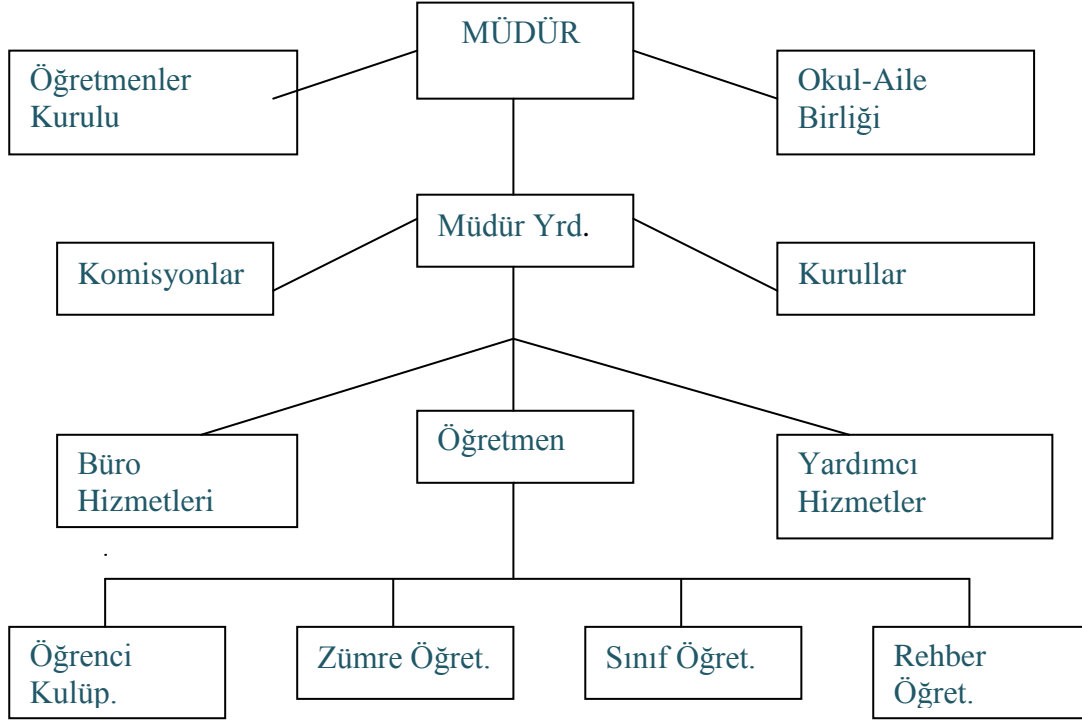 MÜDÜR
Öğretmenler
Kurulu
Okul-Aile
Birliği
Müdür Yrd.
Komisyonlar
Kurullar
Büro
Hizmetleri
Öğretmen
Yardımcı
Hizmetler
.
Öğrenci
Kulüp.
Zümre Öğret.
Sınıf Öğret.
Rehber
Öğret.